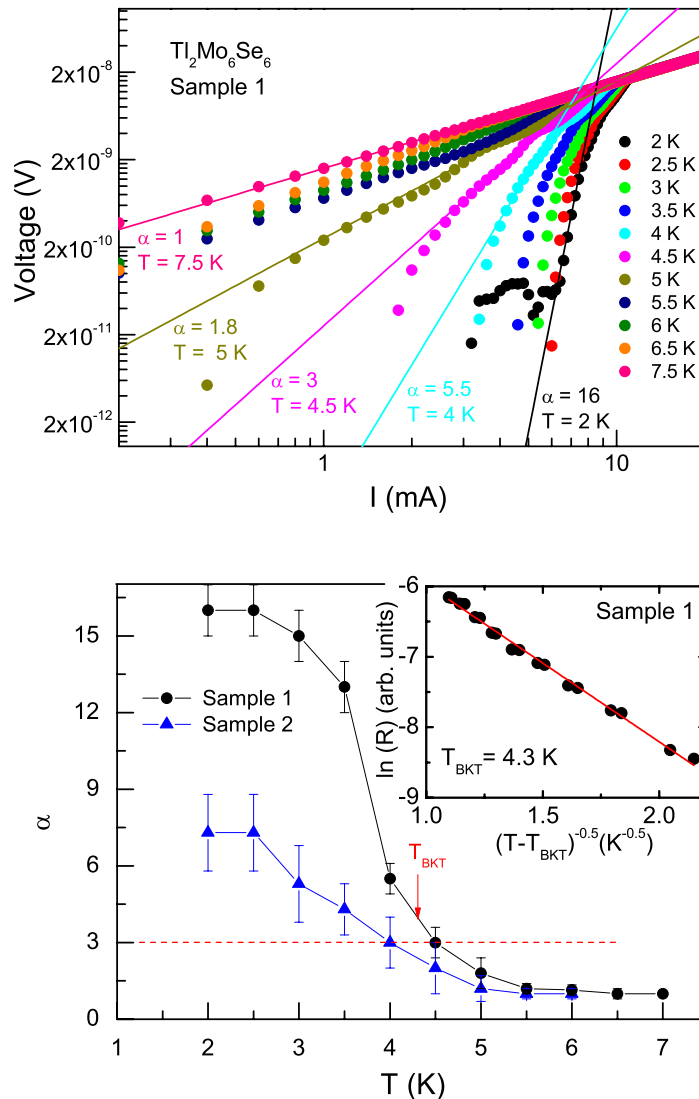 Tl₂Mo₆Se₆
Sample 1
Voltage (V)
2x10⁻⁸
2x10⁻⁹
2x10⁻¹⁰
2x10⁻¹¹
2x10⁻¹²
α = 1
T = 7.5 K
α = 1.8
T = 5 K
α = 3
T = 4.5 K
α = 5.5
T = 4 K
α = 16
T = 2 K
2 K
2.5 K
3 K
3.5 K
4 K
4.5 K
5 K
5.5 K
6 K
6.5 K
7.5 K
1 10
I (mA)
α
15
12
9
6
3
0
Sample 1
Sample 2
T_BKT
1 2 3 4 5 6 7
T (K)
Sample 1
ln (R) (arb. units)
-6
-7
-8
-9
T_BKT= 4.3 K
1.0 1.5 2.0
(T-T_BKT)⁻⁰·⁵(K⁻⁰·⁵)